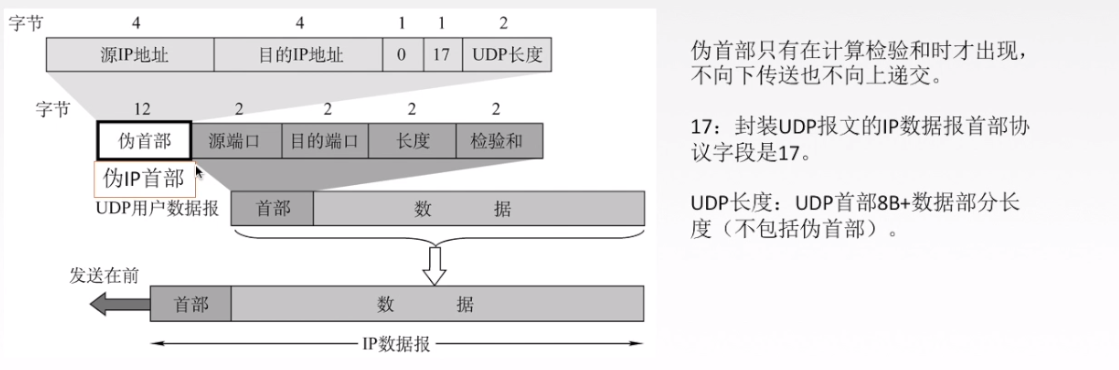 字节 4 4 1 1 2
源IP地址 目的IP地址 0 17 UDP长度
字节 12 2 2 2 2
伪首部 源端口 目的端口 长度 检验和
伪IP首部
UDP用户数据报 首部 数 据
发送在前
首部 数 据
IP数据报
伪首部只有在计算检验和时才出现，
不向下传送也不向上递交。
17：封装UDP报文的IP数据报首部协
议字段是17。
UDP长度：UDP首部8B+数据部分长
度（不包括伪首部）。